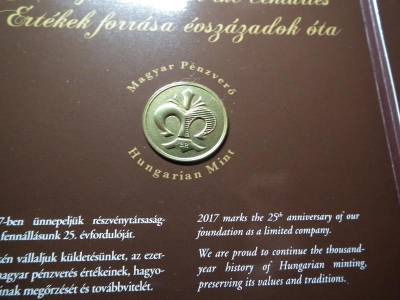 Értékek forrása évszázadok óta
Magyar Pénzverő
Hungarian Mint
7-ben ünnepeljük részvénytársaság-
fennállásunk 25. évfordulóját.
sén vállaljuk küldetésünket, az ezer-
magyar pénzverés értékeinek, hagyo-
ainak megőrzését és továbbvitelét.
2017 marks the 25th anniversary of our
foundation as a limited company.
We are proud to continue the thousand-
year history of Hungarian minting,
preserving its values and traditions.